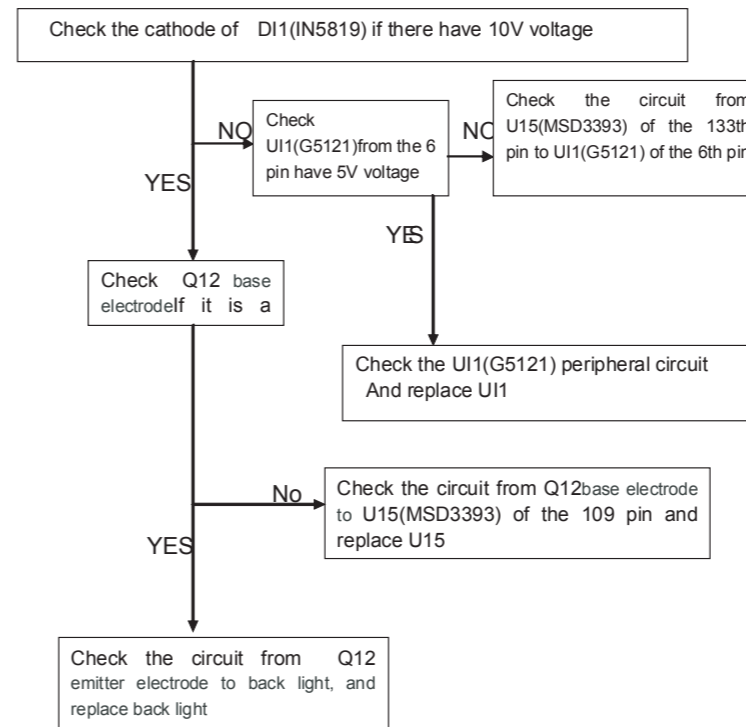 Check the cathode of DI1(IN5819) if there have 10V voltage
NO
Check
UI1(G5121)from the 6
pin have 5V voltage
NO
Check the circuit from
U15(MSD3393) of the 133th
pin to UI1(G5121) of the 6th pin
YES
YES
Check Q12 base
electrodeIf it is a
Check the UI1(G5121) peripheral circuit
And replace UI1
No
Check the circuit from Q12base electrode
to U15(MSD3393) of the 109 pin and
replace U15
YES
Check the circuit from Q12
emitter electrode to back light, and
replace back light